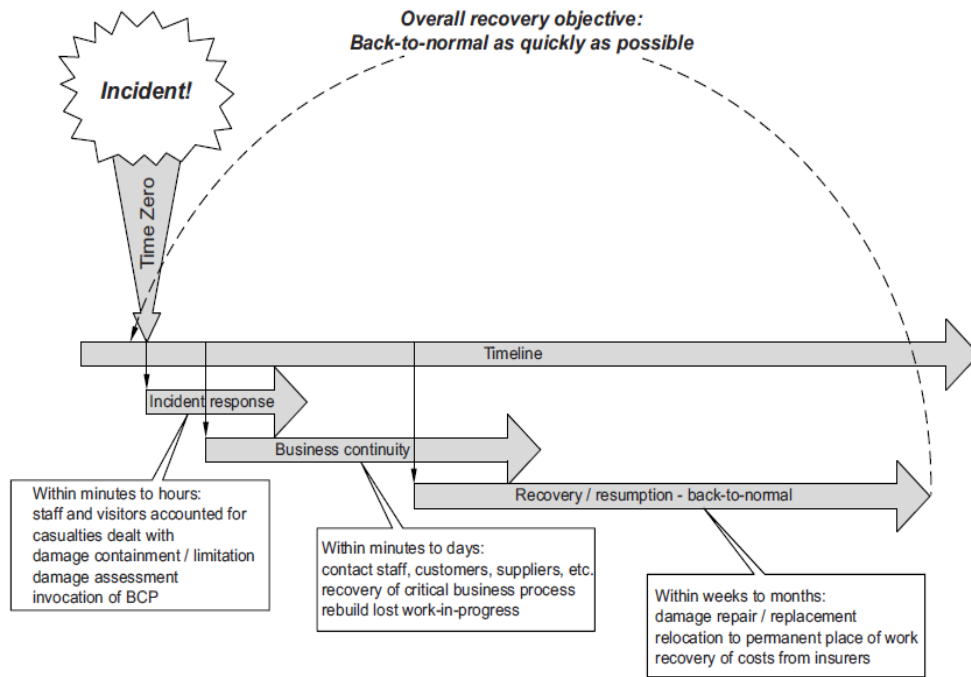 Overall recovery objective:
Back-to-normal as quickly as possible
Incident!
Time Zero
Timeline
Incident response
Business continuity
Recovery / resumption - back-to-normal
Within minutes to hours:
staff and visitors accounted for
casualties dealt with
damage containment / limitation
damage assessment
invocation of BCP
Within minutes to days:
contact staff, customers, suppliers, etc.
recovery of critical business process
rebuild lost work-in-progress
Within weeks to months:
damage repair / replacement
relocation to permanent place of work
recovery of costs from insurers